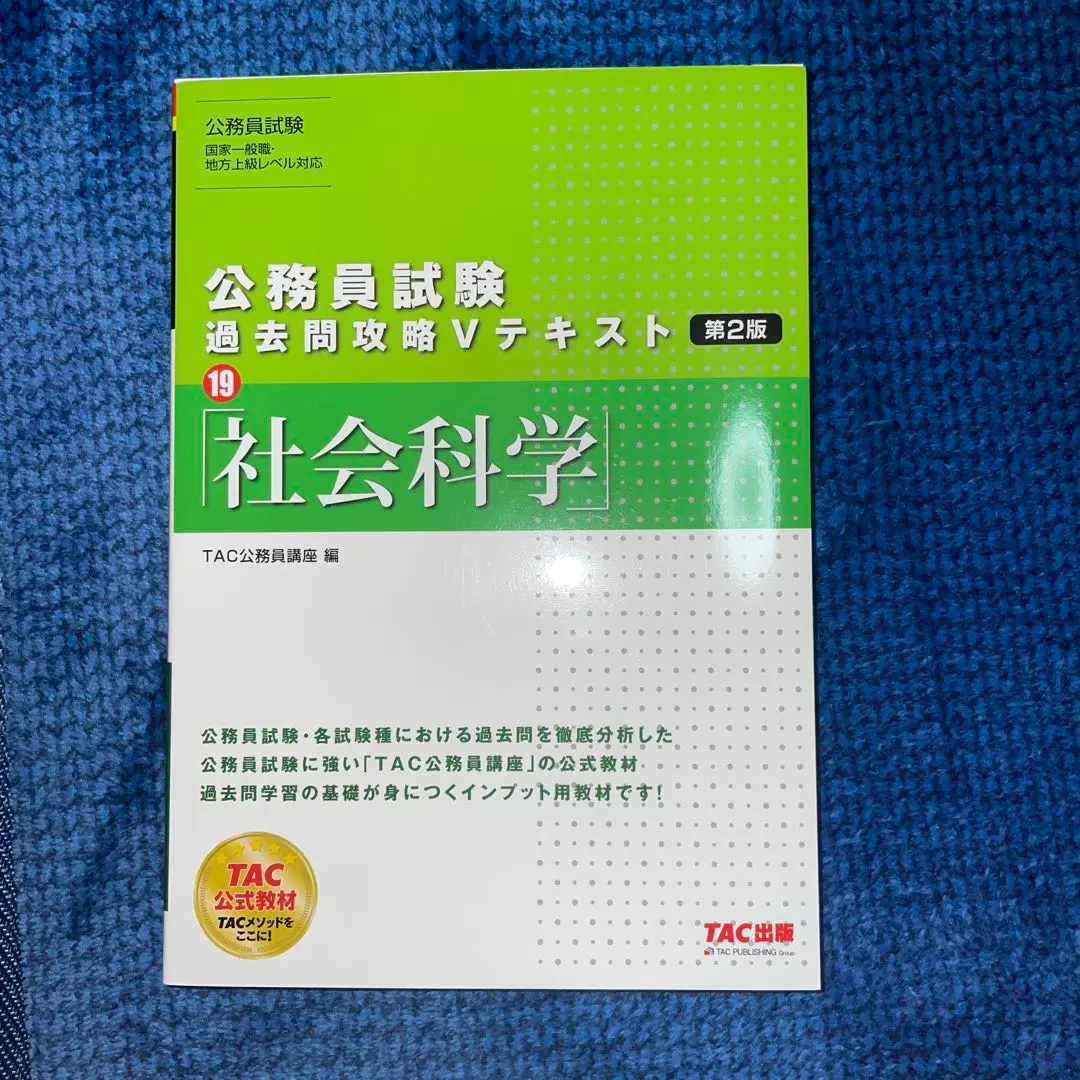 公務員試験
国家一般職・
地方上級レベル対応
公務員試験
過去問攻略Vテキスト 第2版
19
「社会科学」
TAC公務員講座 編
公務員試験・各試験種における過去問を徹底分析した
公務員試験に強い「TAC公務員講座」の公式教材
過去問学習の基礎が身につくインプット用教材です!
TAC
公式教材
TACメソッドを
ここに!
TAC出版
TAC PUBLISHING Group